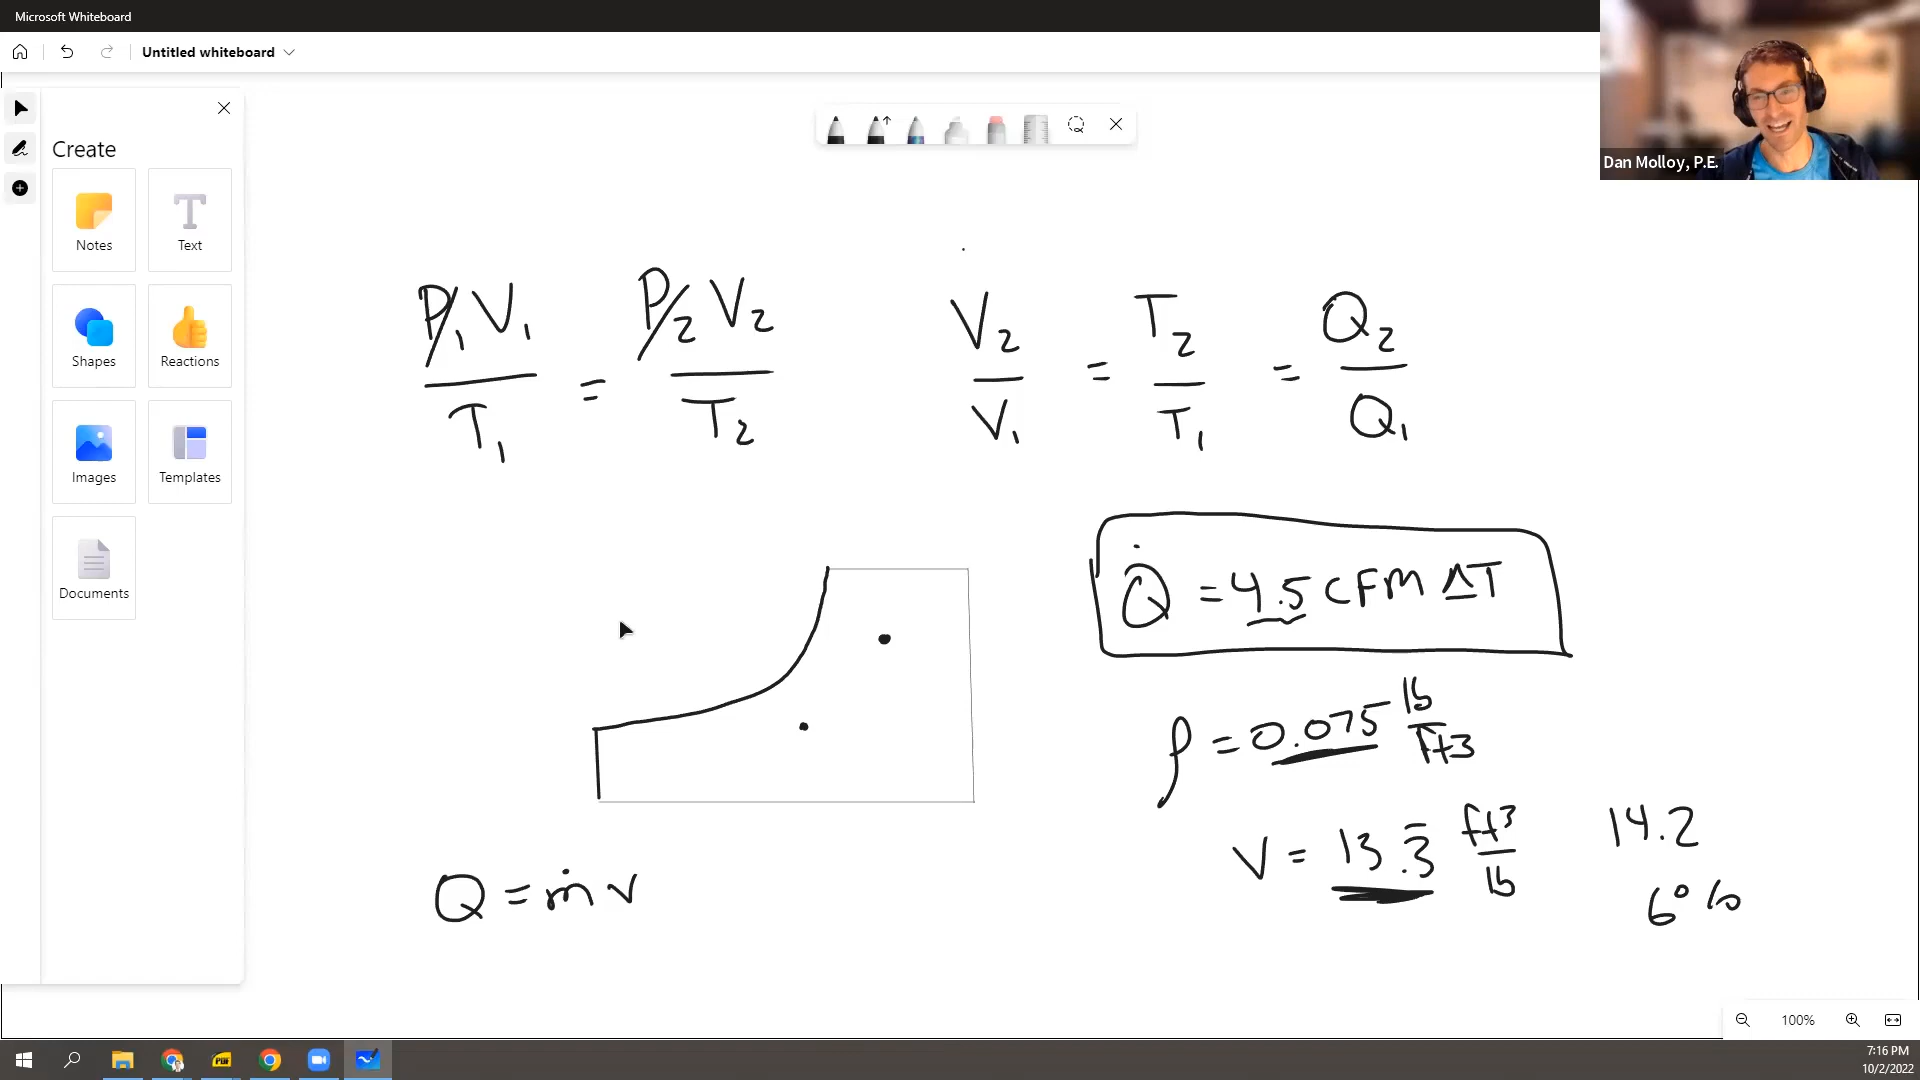 Microsoft Whiteboard
Untitled whiteboard
Dan Molloy, P.E.
Create
Notes
Text
Shapes
Reactions
Images
Templates
Documents
P₁V₁/T₁ = P₂V₂/T₂
V₂/V₁ = T₂/T₁ = Q₂/Q₁
Q̇ = 4.5 CFM ΔT
ρ = 0.075 lb/ft3
V = 13.3̅ ft³/lb
14.2
6%
Q = ṁ v
100%
PDF
7:16 PM
10/2/2022